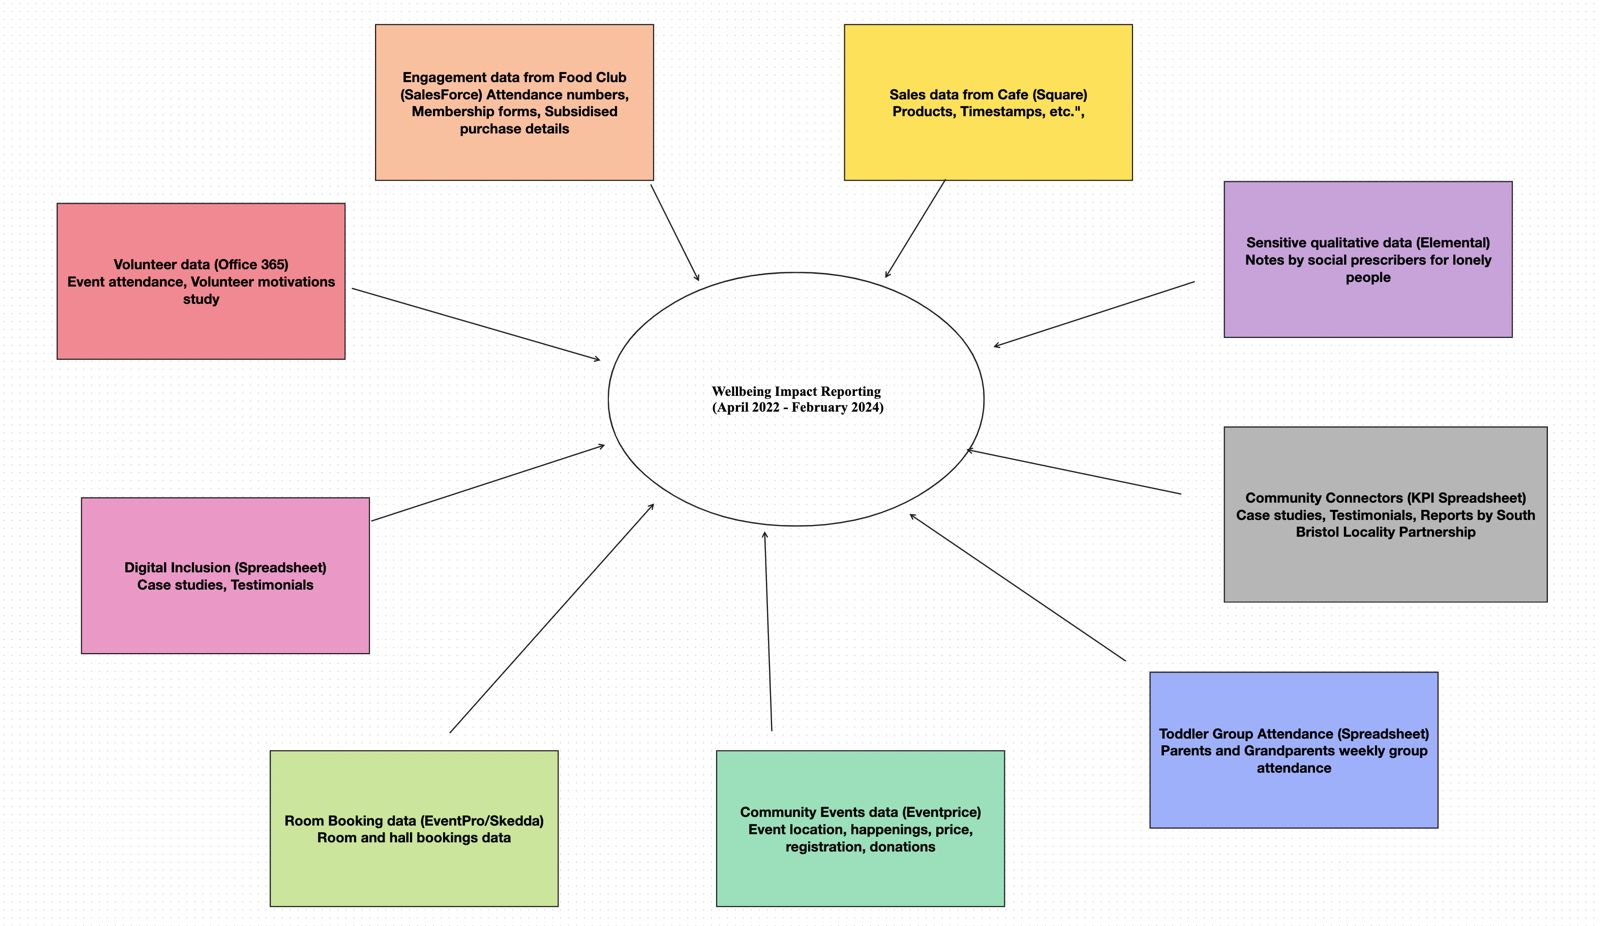 Engagement data from Food Club
(SalesForce) Attendance numbers,
Membership forms, Subsidised
purchase details
Sales data from Cafe (Square)
Products, Timestamps, etc.",
Sensitive qualitative data (Elemental)
Notes by social prescribers for lonely
people
Volunteer data (Office 365)
Event attendance, Volunteer motivations
study
Wellbeing Impact Reporting
(April 2022 - February 2024)
Community Connectors (KPI Spreadsheet)
Case studies, Testimonials, Reports by South
Bristol Locality Partnership
Digital Inclusion (Spreadsheet)
Case studies, Testimonials
Toddler Group Attendance (Spreadsheet)
Parents and Grandparents weekly group
attendance
Room Booking data (EventPro/Skedda)
Room and hall bookings data
Community Events data (Eventprice)
Event location, happenings, price,
registration, donations